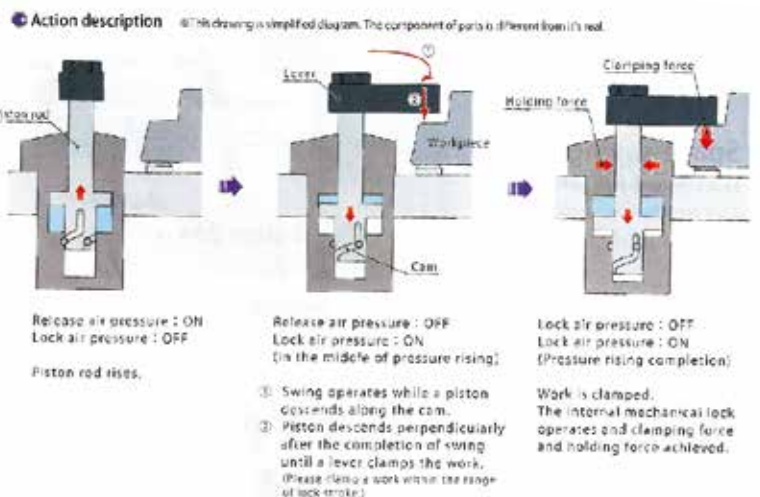 Action description ※This drawing is simplified diagram. The component of parts is different from it's real.
Piston rod
Lever
①
②
Workpiece
Cam
Clamping force
Holding force
Release air pressure : ON
Lock air pressure : OFF
Piston rod rises.
Release air pressure : OFF
Lock air pressure : ON
(in the middle of pressure rising)
① Swing operates while a piston
descends along the cam.
② Piston descends perpendicularly
after the completion of swing
until a lever clamps the work.
(Please clamp a work within the range
of lock stroke.)
Lock air pressure : OFF
Lock air pressure : ON
(Pressure rising completion)
Work is clamped.
The internal mechanical lock
operates and clamping force
and holding force achieved.